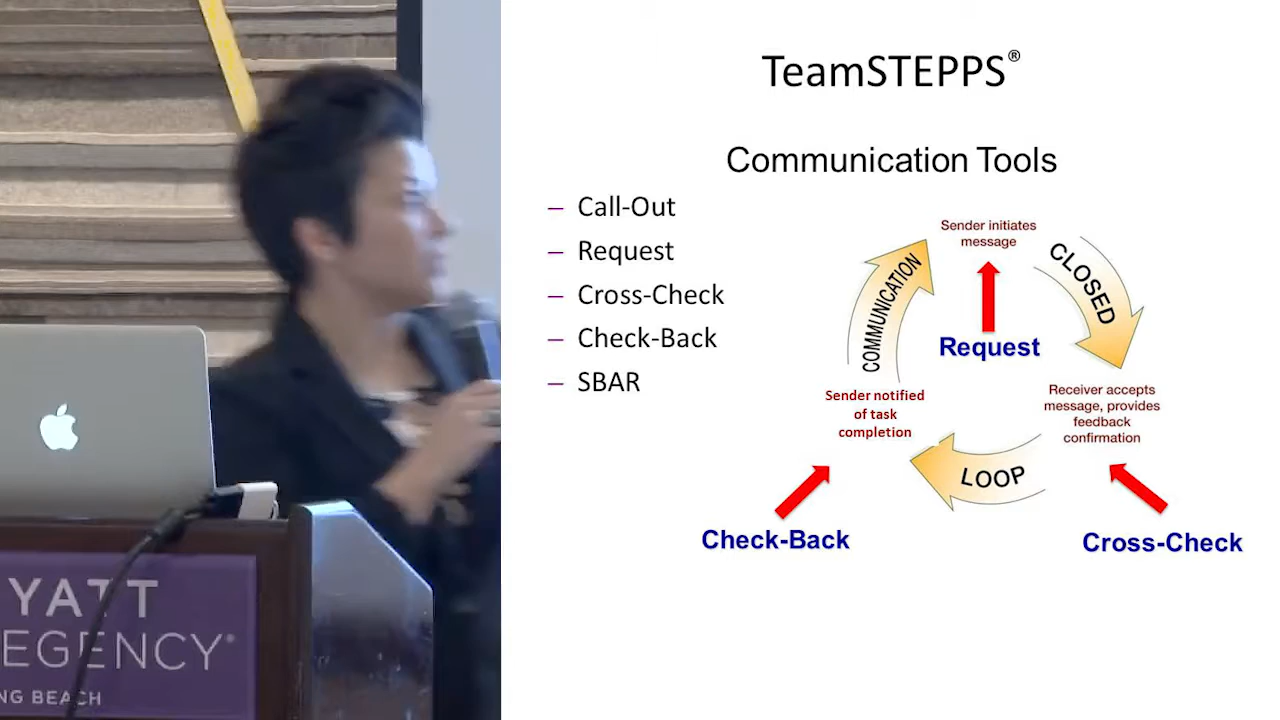 TeamSTEPPS®
Communication Tools
– Call-Out
– Request
– Cross-Check
– Check-Back
– SBAR
Sender initiates
message
CLOSED
COMMUNICATION
Request
Sender notified
of task
completion
Receiver accepts
message, provides
feedback
confirmation
LOOP
Check-Back
Cross-Check
YATT
EGENCY®
NG BEACH